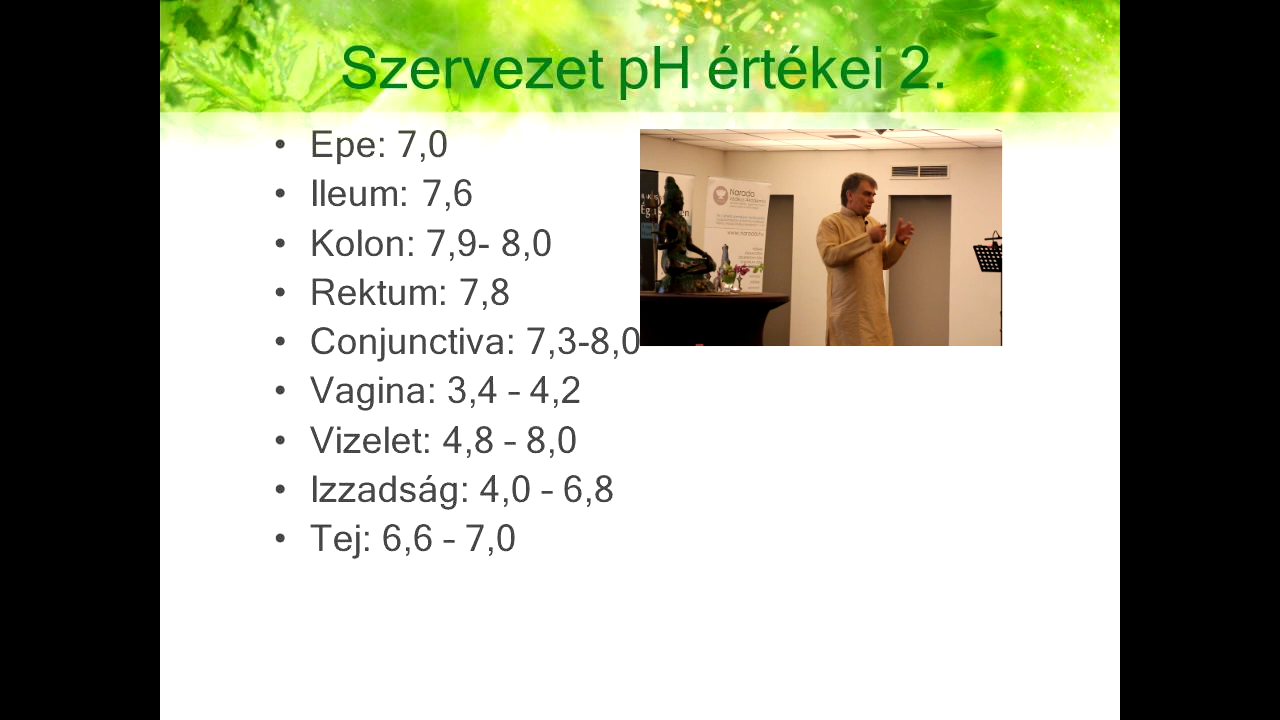 Szervezet pH értékei 2.
• Epe: 7,0
• Ileum: 7,6
• Kolon: 7,9- 8,0
• Rektum: 7,8
• Conjunctiva: 7,3-8,0
• Vagina: 3,4 – 4,2
• Vizelet: 4,8 – 8,0
• Izzadság: 4,0 – 6,8
• Tej: 6,6 – 7,0
Narada